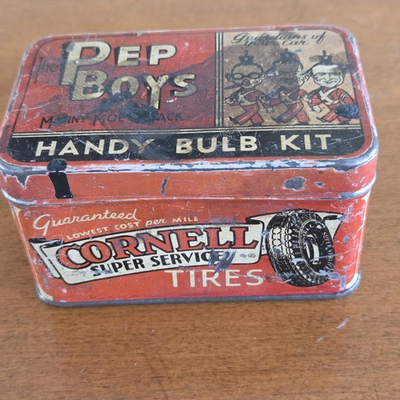 The
PEP
BOYS
MANNY MOE & JACK
Guardians of
your car.
HANDY BULB KIT
Guaranteed
LOWEST COST per MILE
CORNELL
SUPER SERVICE
TIRES